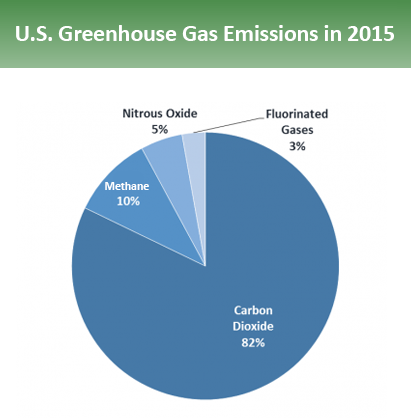 U.S. Greenhouse Gas Emissions in 2015
Nitrous Oxide
5%
Fluorinated
Gases
3%
Methane
10%
Carbon
Dioxide
82%